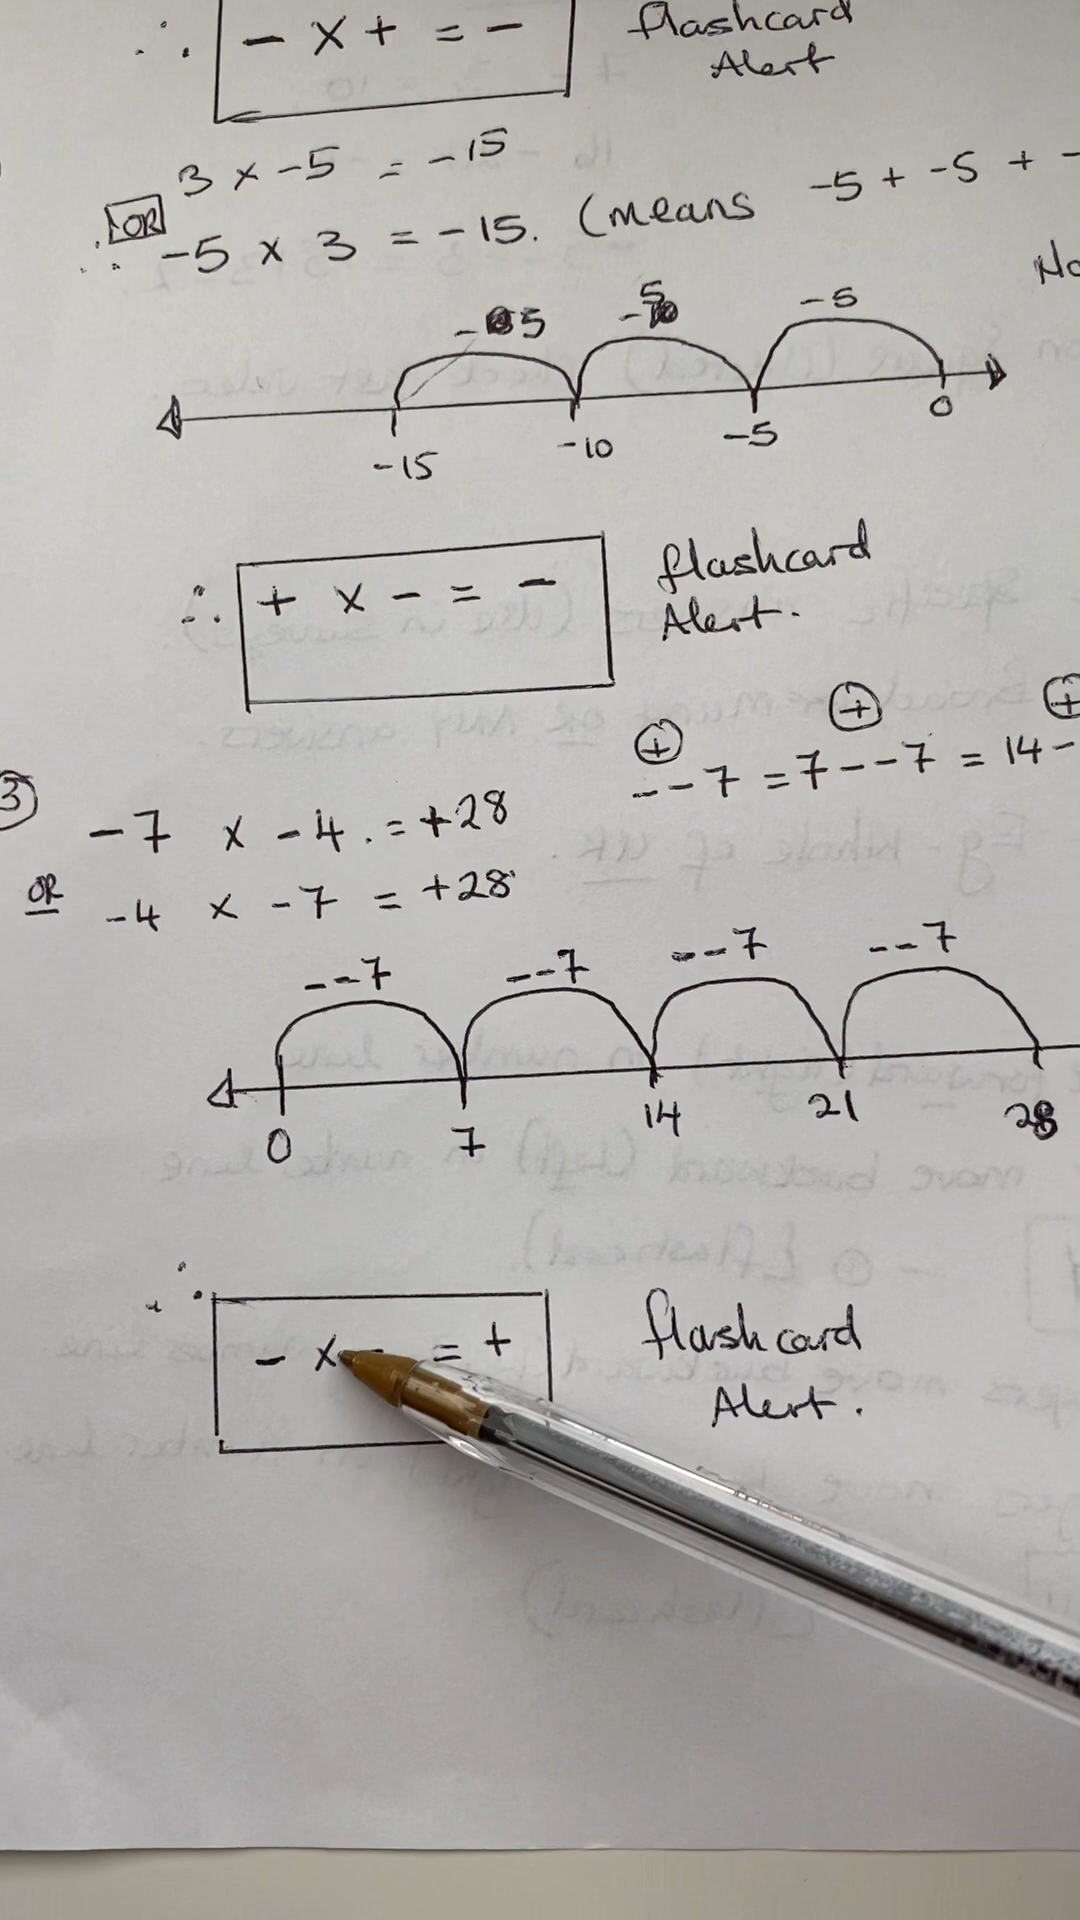 ∴ - x + = - flashcard
Alert
3 x -5 = -15
OR
∴ -5 x 3 = -15. (means -5 + -5 + -
No
-5 -5 -5
-15 -10 -5 0
∴ + x - = - flashcard
Alert.
+ + +
--7 = 7--7 = 14-
3 -7 x -4. = +28
OR -4 x -7 = +28
--7 --7 --7 --7
0 7 14 21 28
∴ - x - = + flashcard
Alert.